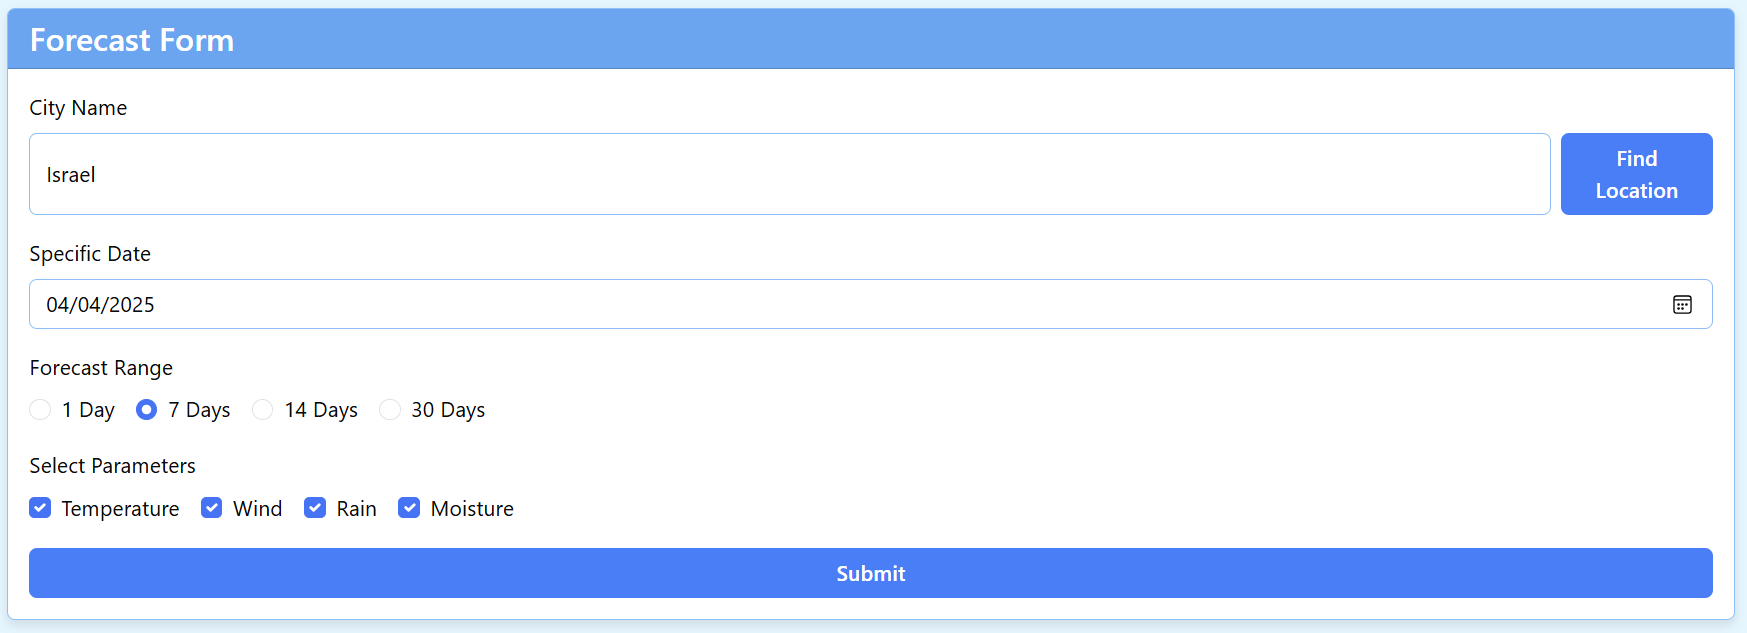 Forecast Form
City Name
Israel
Find
Location
Specific Date
04/04/2025
Forecast Range
1 Day 7 Days 14 Days 30 Days
Select Parameters
Temperature Wind Rain Moisture
Submit